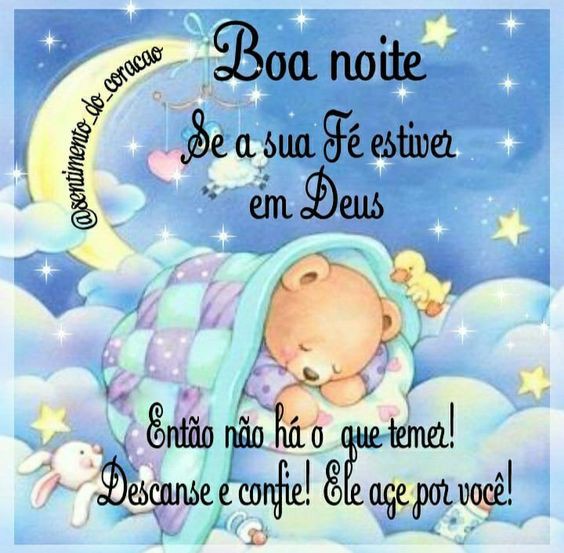 Boa noite
@sentimento_do_coracao
Se a sua Fé estiver
em Deus
Então não há o que temer!
Descanse e confie! Ele age por você!